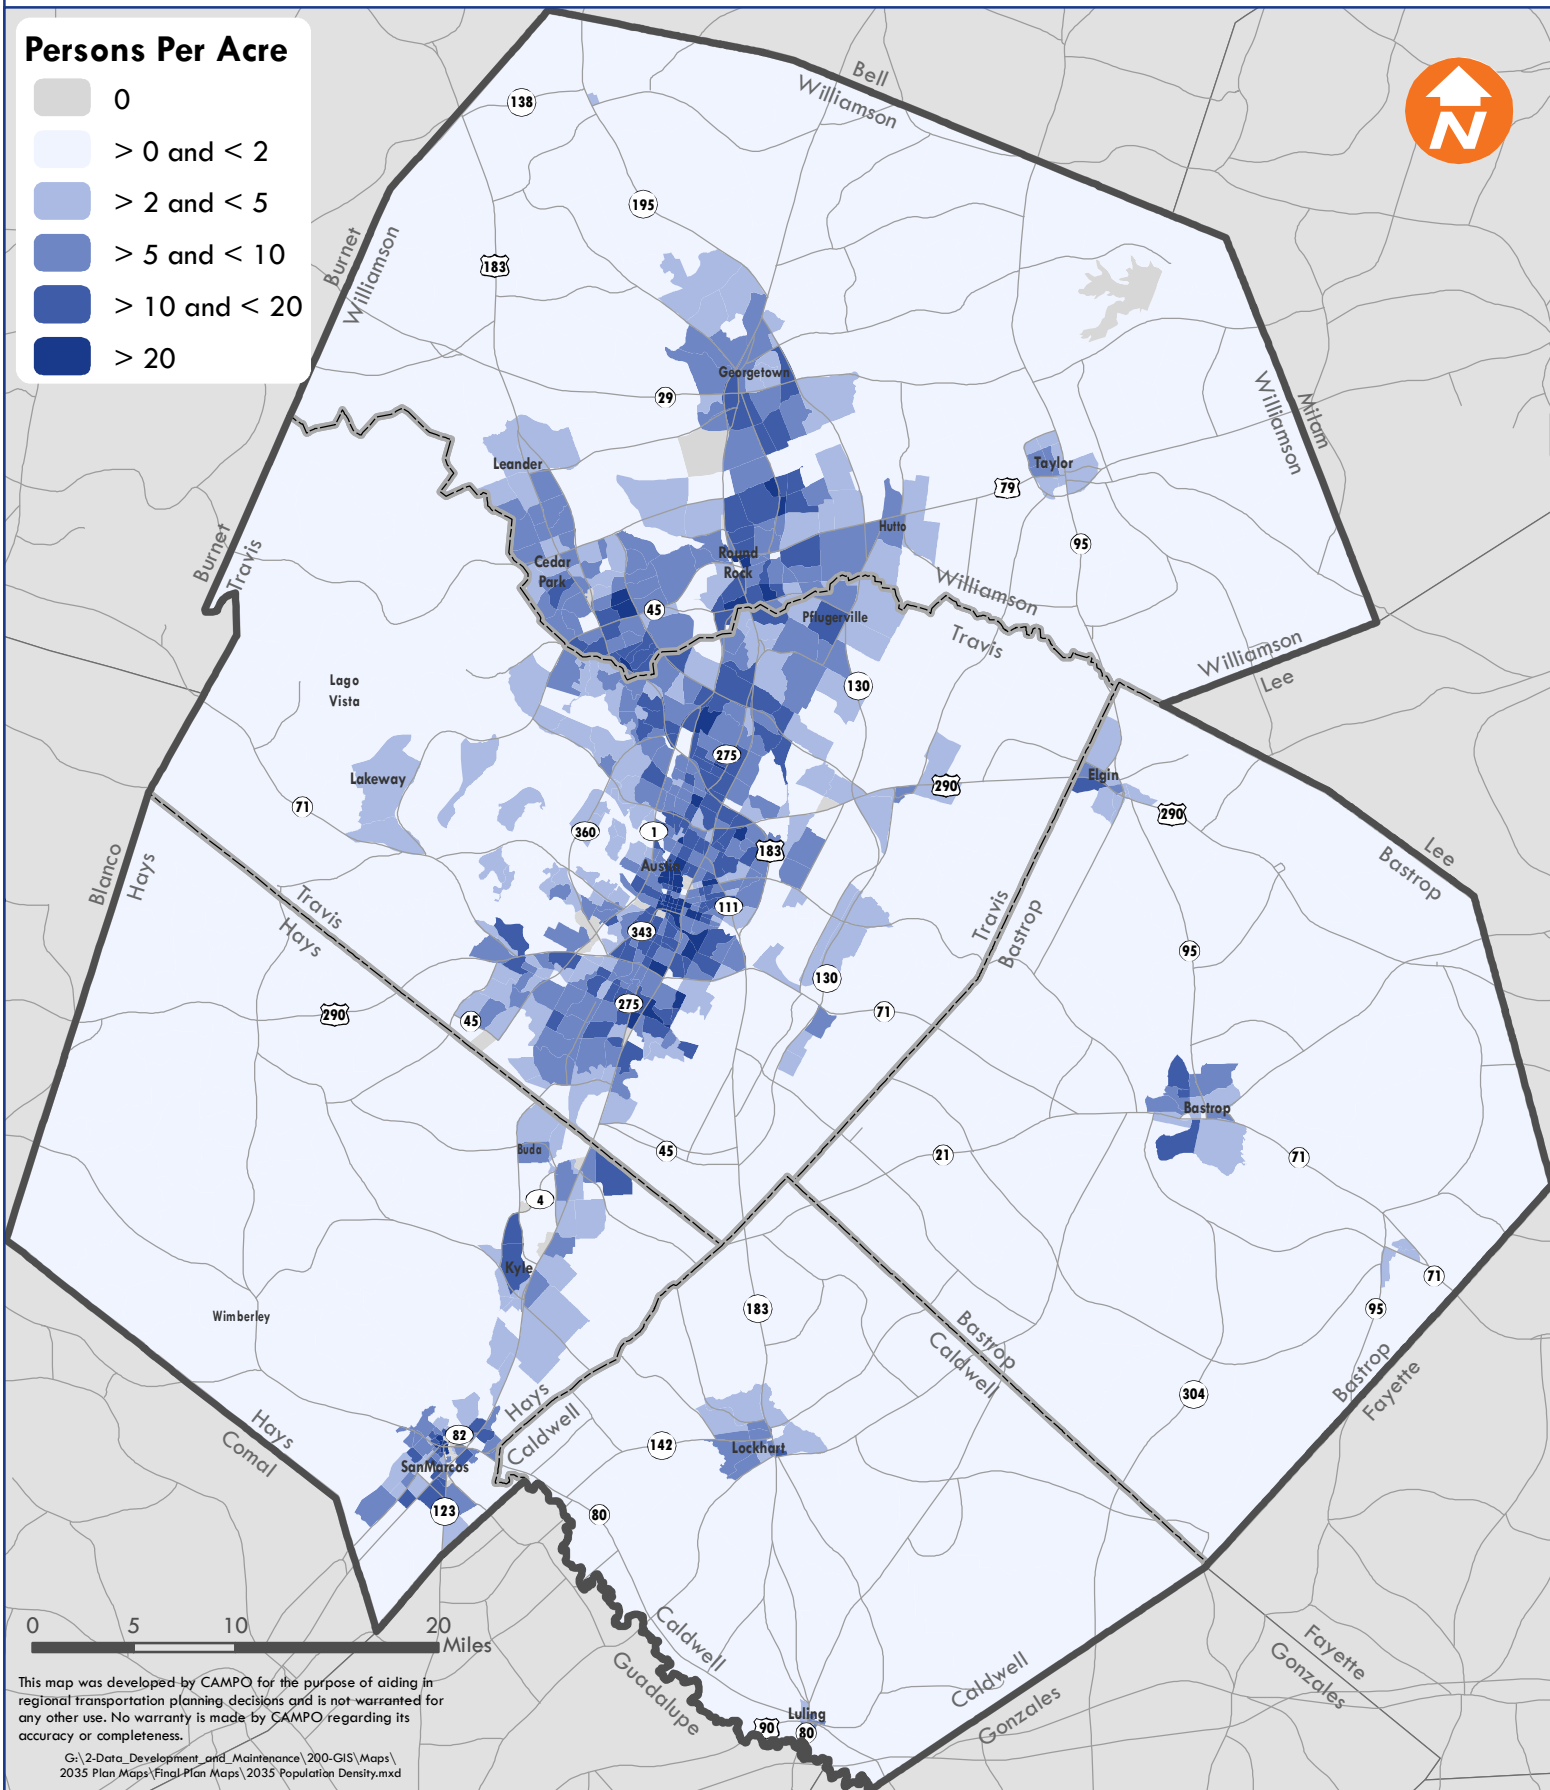 Persons Per Acre
0
> 0 and < 2
> 2 and < 5
> 5 and < 10
> 10 and < 20
> 20
N
Bell
Williamson
138
195
Burnet
Williamson
183
Georgetown
29
Milam
Williamson
Leander
Taylor
79
Hutto
95
Burnet
Travis
Cedar
Park
Round
Rock
45
Pflugerville
Williamson
Travis
Williamson
Lee
Lago
Vista
130
275
Lakeway
71
290
Elgin
290
360
1
183
Austin
Lee
Bastrop
Blanco
Hays
Travis
Hays
111
343
Travis
Bastrop
95
130
71
290
45
275
Bastrop
Buda
45
21
71
4
Kyle
71
95
183
Wimberley
Bastrop
Caldwell
Bastrop
Fayette
304
Hays
Caldwell
Hays
Comal
82
142
Lockhart
SanMarcos
123
80
Caldwell
Guadalupe
Fayette
Gonzales
Caldwell
Gonzales
Luling
90
80
0 5 10 20
Miles
This map was developed by CAMPO for the purpose of aiding in
regional transportation planning decisions and is not warranted for
any other use. No warranty is made by CAMPO regarding its
accuracy or completeness.
G:\2-Data_Development_and_Maintenance\200-GIS\Maps\
2035 Plan Maps\Final Plan Maps\2035 Population Density.mxd